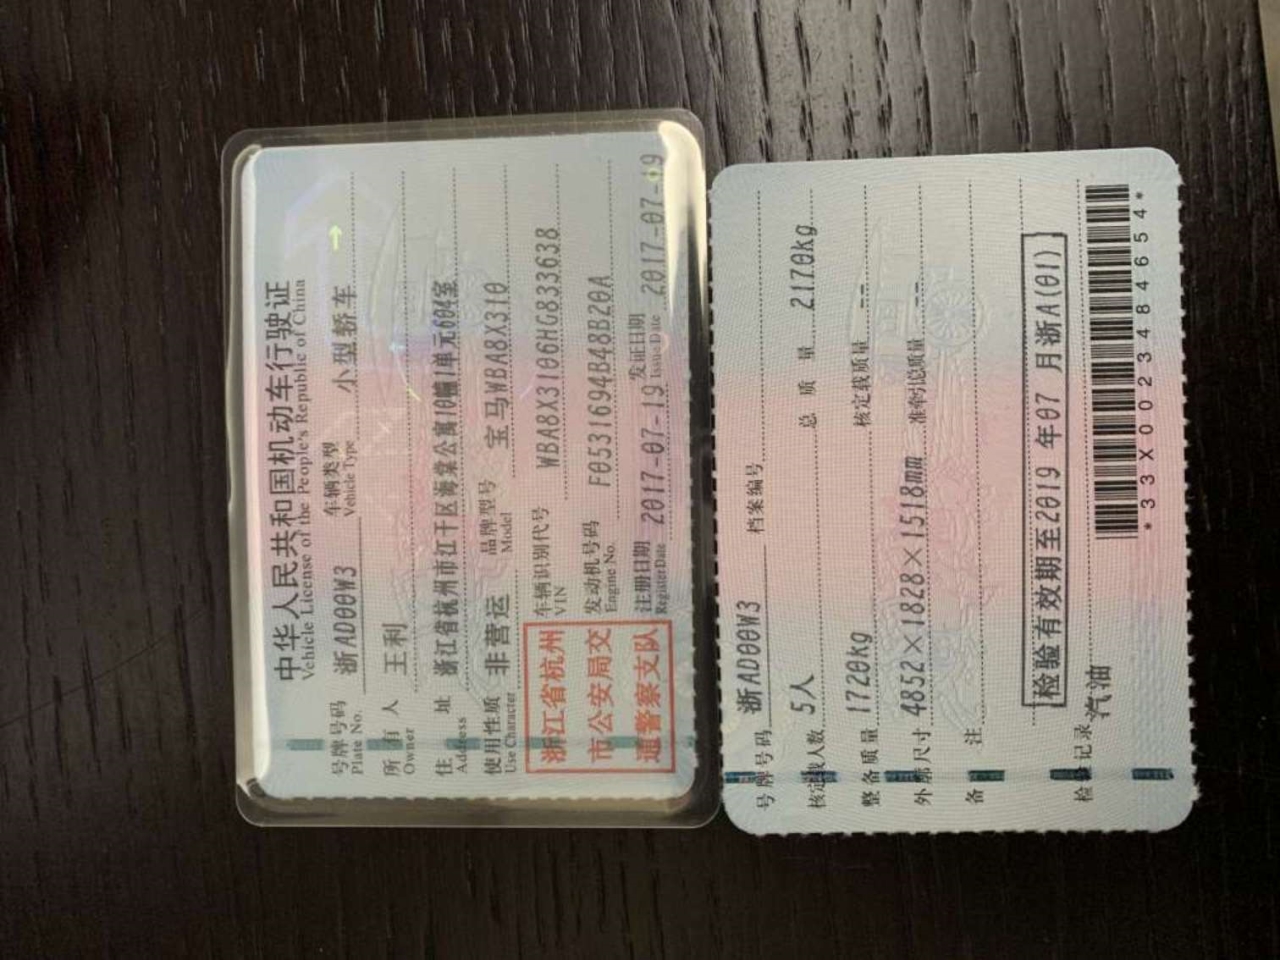 中华人民共和国机动车行驶证
Vehicle License of the People's Republic of China
号牌号码 浙AD00W3 车辆类型 小型轿车
Plate No. Vehicle Type
所有人 王利
Owner
住址 浙江省杭州市江干区海棠公寓10幢1单元604室
Address
使用性质 非营运 品牌型号 宝马WBA8X310
Use Character Model
浙江省杭州
市公安局交
通警察支队
车辆识别代号 WBA8X3106HG833638
VIN
发动机号码 F0531694B48B20A
Engine No.
注册日期 2017-07-19 发证日期 2017-07-19
Register Date Issue Date
号牌号码 浙AD00W3 档案编号
核定载人数 5人 总质量 2170kg
整备质量 1720kg 核定载质量 --
外廓尺寸 4852×1828×1518mm 准牵引总质量 --
备注
检验有效期至2019年07月浙A(01)
检验记录 汽油
*33X0023484654*